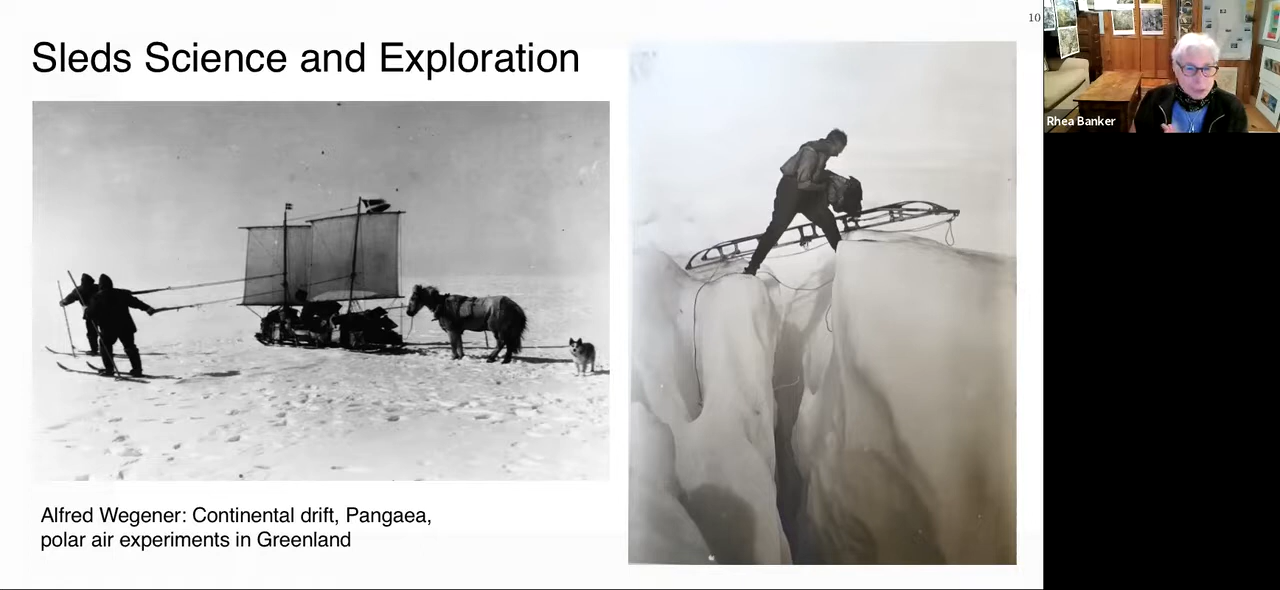 10
Sleds Science and Exploration
Rhea Banker
Alfred Wegener: Continental drift, Pangaea,
polar air experiments in Greenland